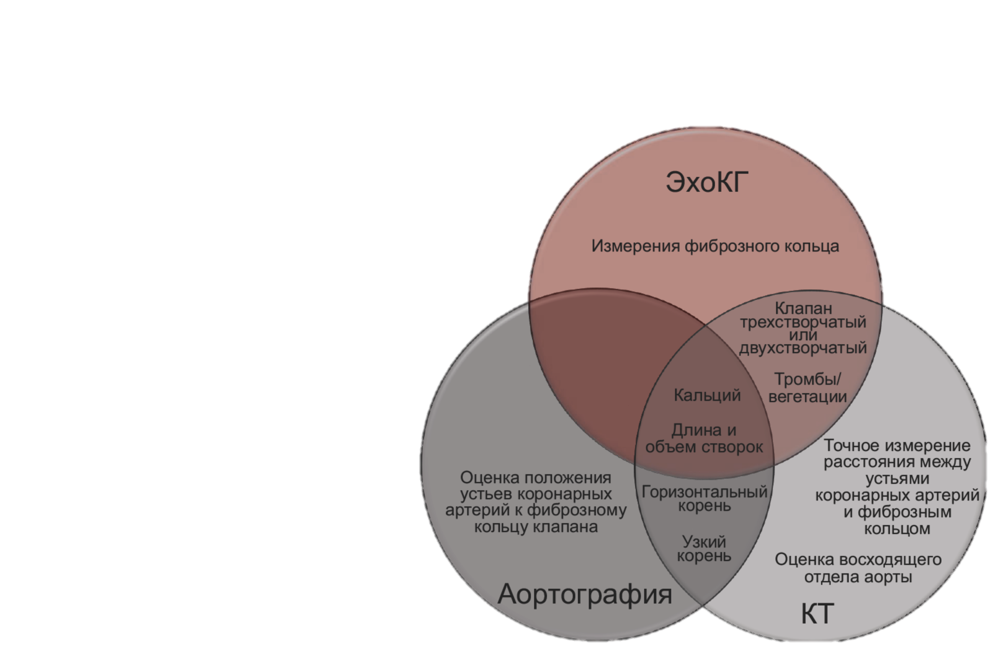 ЭхоКГ
Измерения фиброзного кольца
Клапан
трехстворчатый
или
двухстворчатый
Тромбы/
вегетации
Кальций
Длина и
объем створок
Горизонтальный
корень
Узкий
корень
Оценка положения
устьев коронарных
артерий к фиброзному
кольцу клапана
Аортография
Точное измерение
расстояния между
устьями
коронарных артерий
и фиброзным
кольцом
Оценка восходящего
отдела аорты
КТ